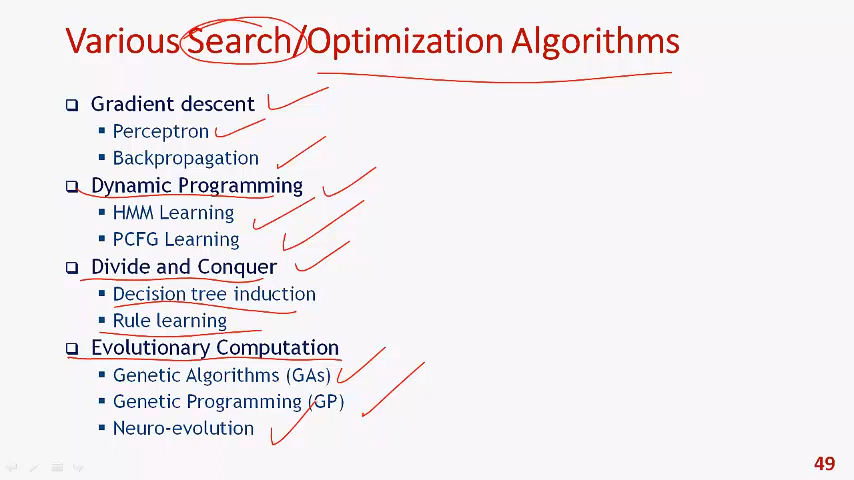 Various Search/Optimization Algorithms
Gradient descent
Perceptron
Backpropagation
Dynamic Programming
HMM Learning
PCFG Learning
Divide and Conquer
Decision tree induction
Rule learning
Evolutionary Computation
Genetic Algorithms (GAs)
Genetic Programming (GP)
Neuro-evolution
49